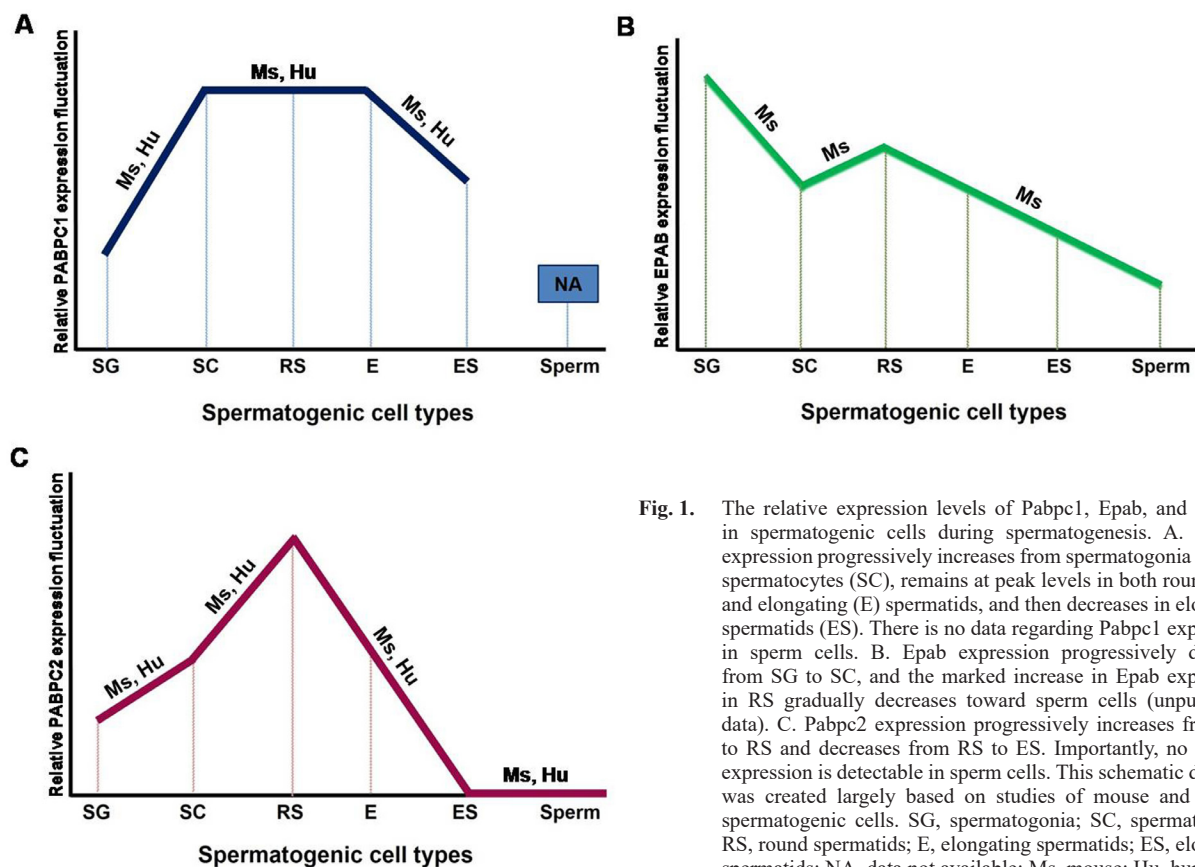 A
Relative PABPC1 expression fluctuation
Ms, Hu
Ms, Hu
Ms, Hu
NA
SG SC RS E ES Sperm
Spermatogenic cell types
B
Relative EPAB expression fluctuation
Ms
Ms
Ms
SG SC RS E ES Sperm
Spermatogenic cell types
C
Relative PABPC2 expression fluctuation
Ms, Hu
Ms, Hu
Ms, Hu
Ms, Hu
SG SC RS E ES Sperm
Spermatogenic cell types
Fig. 1. The relative expression levels of Pabpc1, Epab, and
in spermatogenic cells during spermatogenesis. A.
expression progressively increases from spermatogonia
spermatocytes (SC), remains at peak levels in both roun
and elongating (E) spermatids, and then decreases in elo
spermatids (ES). There is no data regarding Pabpc1 exp
in sperm cells. B. Epab expression progressively d
from SG to SC, and the marked increase in Epab exp
in RS gradually decreases toward sperm cells (unpu
data). C. Pabpc2 expression progressively increases fr
to RS and decreases from RS to ES. Importantly, no
expression is detectable in sperm cells. This schematic d
was created largely based on studies of mouse and
spermatogenic cells. SG, spermatogonia; SC, spermat
RS, round spermatids; E, elongating spermatids; ES, el